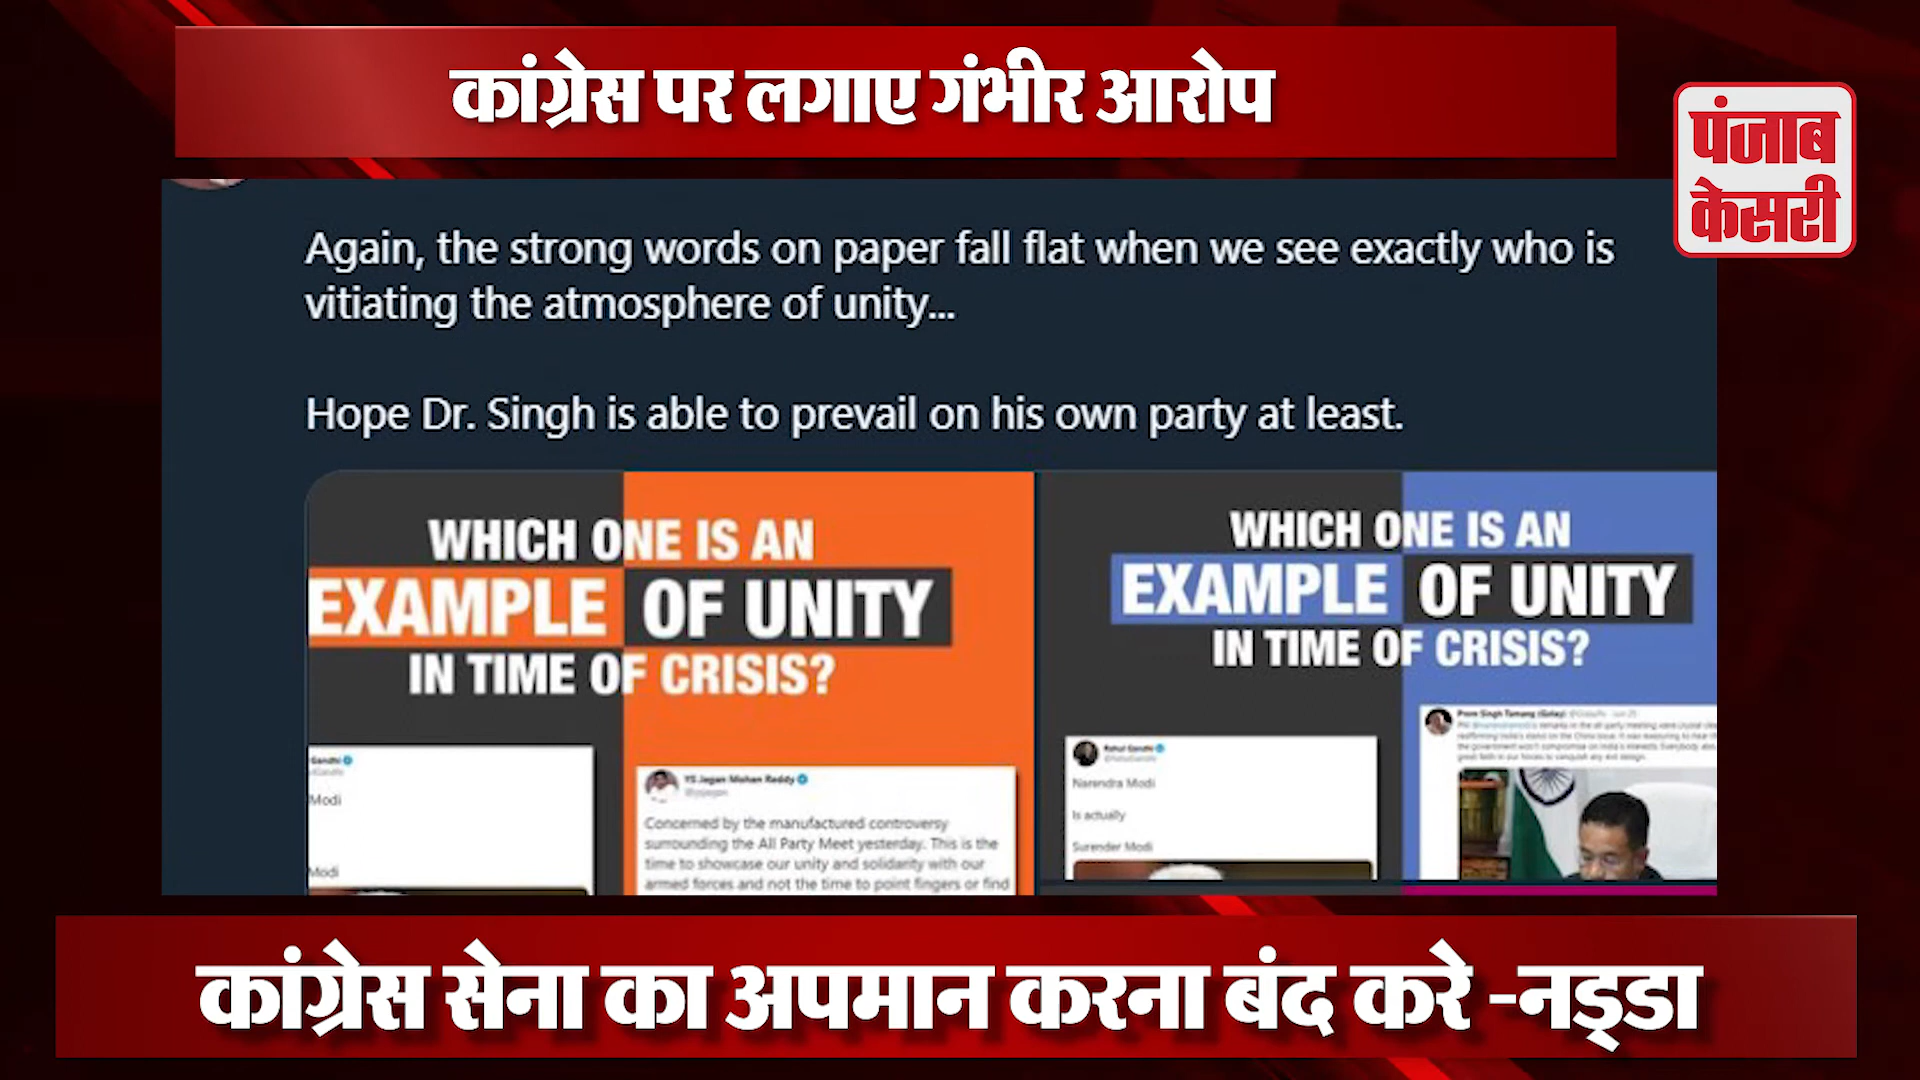 कांग्रेस पर लगाए गंभीर आरोप
पंजाब
केसरी
Again, the strong words on paper fall flat when we see exactly who is
vitiating the atmosphere of unity...
Hope Dr. Singh is able to prevail on his own party at least.
WHICH ONE IS AN
EXAMPLE OF UNITY
IN TIME OF CRISIS?
Gandhi
Modi
Modi
YS Jagan Mohan Reddy
@ysjagan
Concerned by the manufactured controversy
surrounding the All Party Meet yesterday. This is the
time to showcase our unity and solidarity with our
armed forces and not the time to point fingers or find
WHICH ONE IS AN
EXAMPLE OF UNITY
IN TIME OF CRISIS?
Rahul Gandhi
@RahulGandhi
Narendra Modi
Is actually
Surender Modi
Prem Singh Tamang (Golay)
कांग्रेस सेना का अपमान करना बंद करे -नड्डा